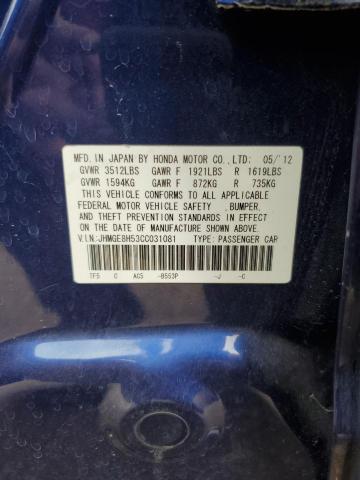 MFD. IN JAPAN BY HONDA MOTOR CO., LTD: 05/'12
GVWR 3512LBS GAWR F 1921LBS R 1619LBS
GVWR 1594KG GAWR F 872KG R 735KG
THIS VEHICLE CONFORMS TO ALL APPLICABLE
FEDERAL MOTOR VEHICLE SAFETY, BUMPER,
AND THEFT PREVENTION STANDARDS IN EFFECT
ON THE DATE OF MANUFACTURE SHOWN ABOVE.
V.I.N:JHMGE8H53CC031081 TYPE: PASSENGER CAR
TF5 C AC5 -B553P -J -C